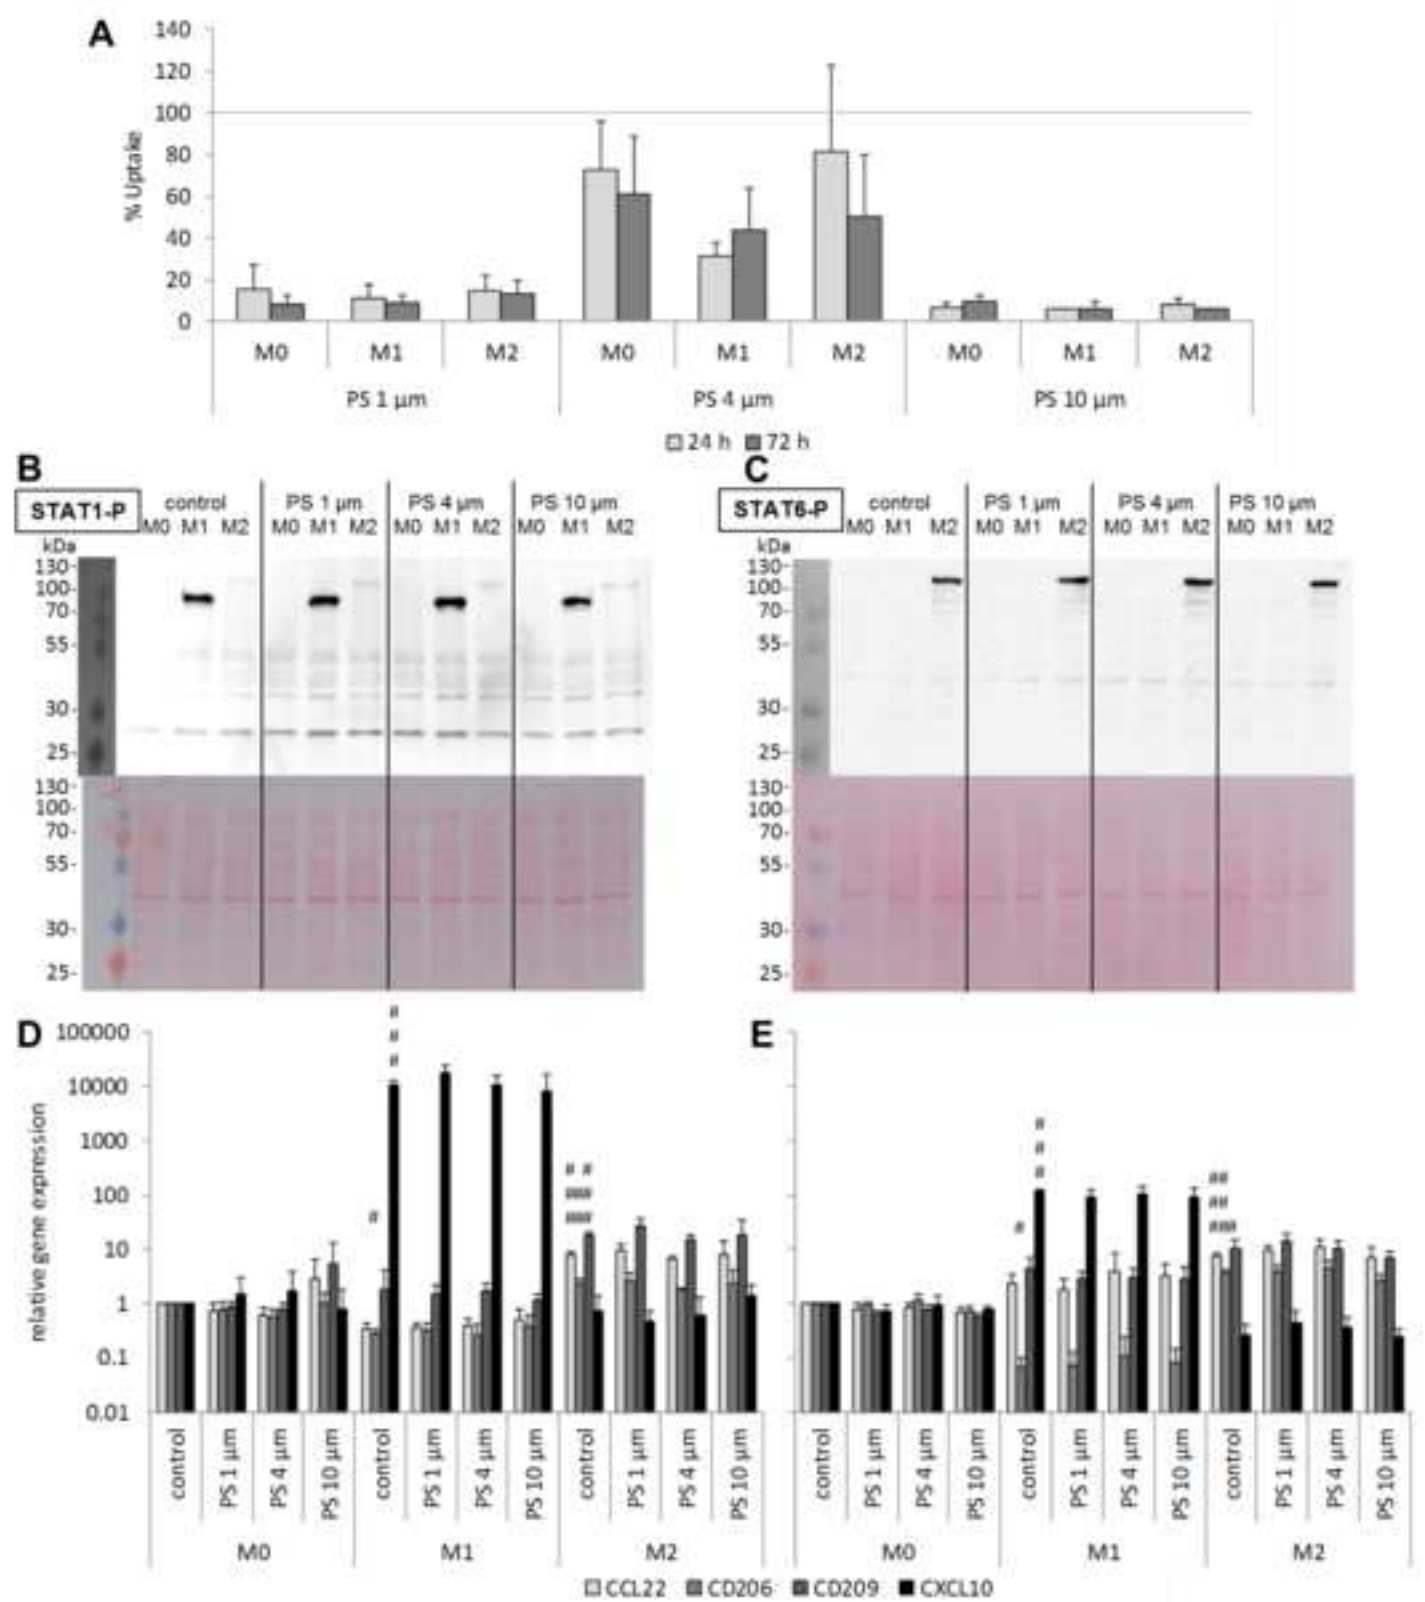 A
140
120
100
80
60
40
20
0
% Uptake
M0 M1 M2 M0 M1 M2 M0 M1 M2
PS 1 µm PS 4 µm PS 10 µm
24 h 72 h
B
STAT1-P
control PS 1 µm PS 4 µm PS 10 µm
M0 M1 M2 M0 M1 M2 M0 M1 M2 M0 M1 M2
kDa
130-
100-
70-
55-
30-
25-
130-
100-
70-
55-
30-
25-
C
STAT6-P
control PS 1 µm PS 4 µm PS 10 µm
M0 M1 M2 M0 M1 M2 M0 M1 M2 M0 M1 M2
kDa
130-
100-
70-
55-
30-
25-
130-
100-
70-
55-
30-
25-
D
100000
10000
1000
100
10
1
0.1
0.01
relative gene expression
#
#
#
#
# #
###
###
control PS 1 µm PS 4 µm PS 10 µm control PS 1 µm PS 4 µm PS 10 µm control PS 1 µm PS 4 µm PS 10 µm
M0 M1 M2
E
#
#
#
#
##
##
###
control PS 1 µm PS 4 µm PS 10 µm control PS 1 µm PS 4 µm PS 10 µm control PS 1 µm PS 4 µm PS 10 µm
M0 M1 M2
CCL22 CD206 CD209 CXCL10